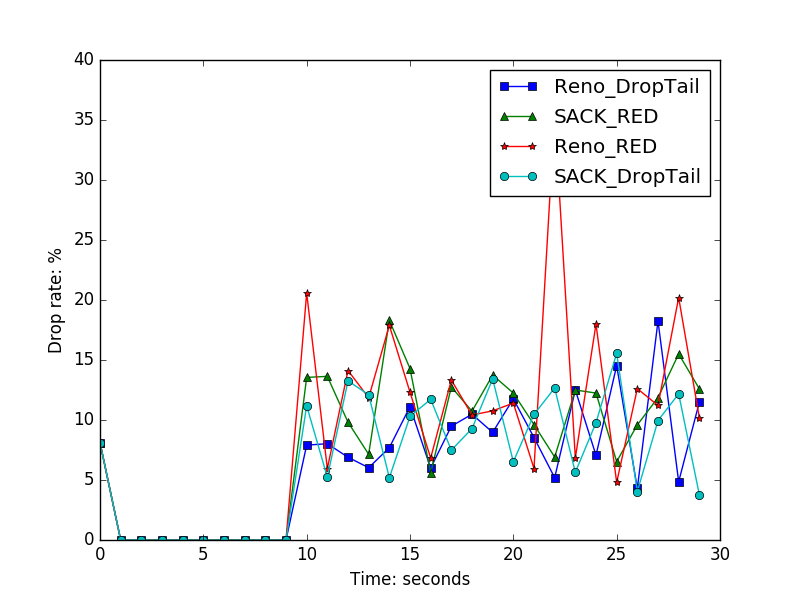 40
35
30
25
20
15
10
5
0
Drop rate: %
Reno_DropTail
SACK_RED
Reno_RED
SACK_DropTail
0 5 10 15 20 25 30
Time: seconds